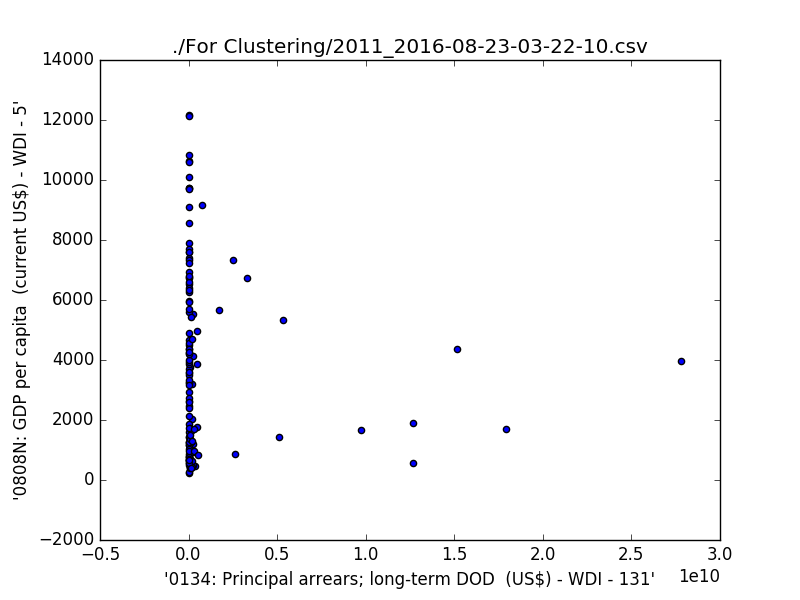 ./For Clustering/2011_2016-08-23-03-22-10.csv
14000
12000
10000
8000
6000
4000
2000
0
−2000
'0808N: GDP per capita  (current US$) - WDI - 5'
−0.5 0.0 0.5 1.0 1.5 2.0 2.5 3.0
1e10
'0134: Principal arrears; long-term DOD  (US$) - WDI - 131'